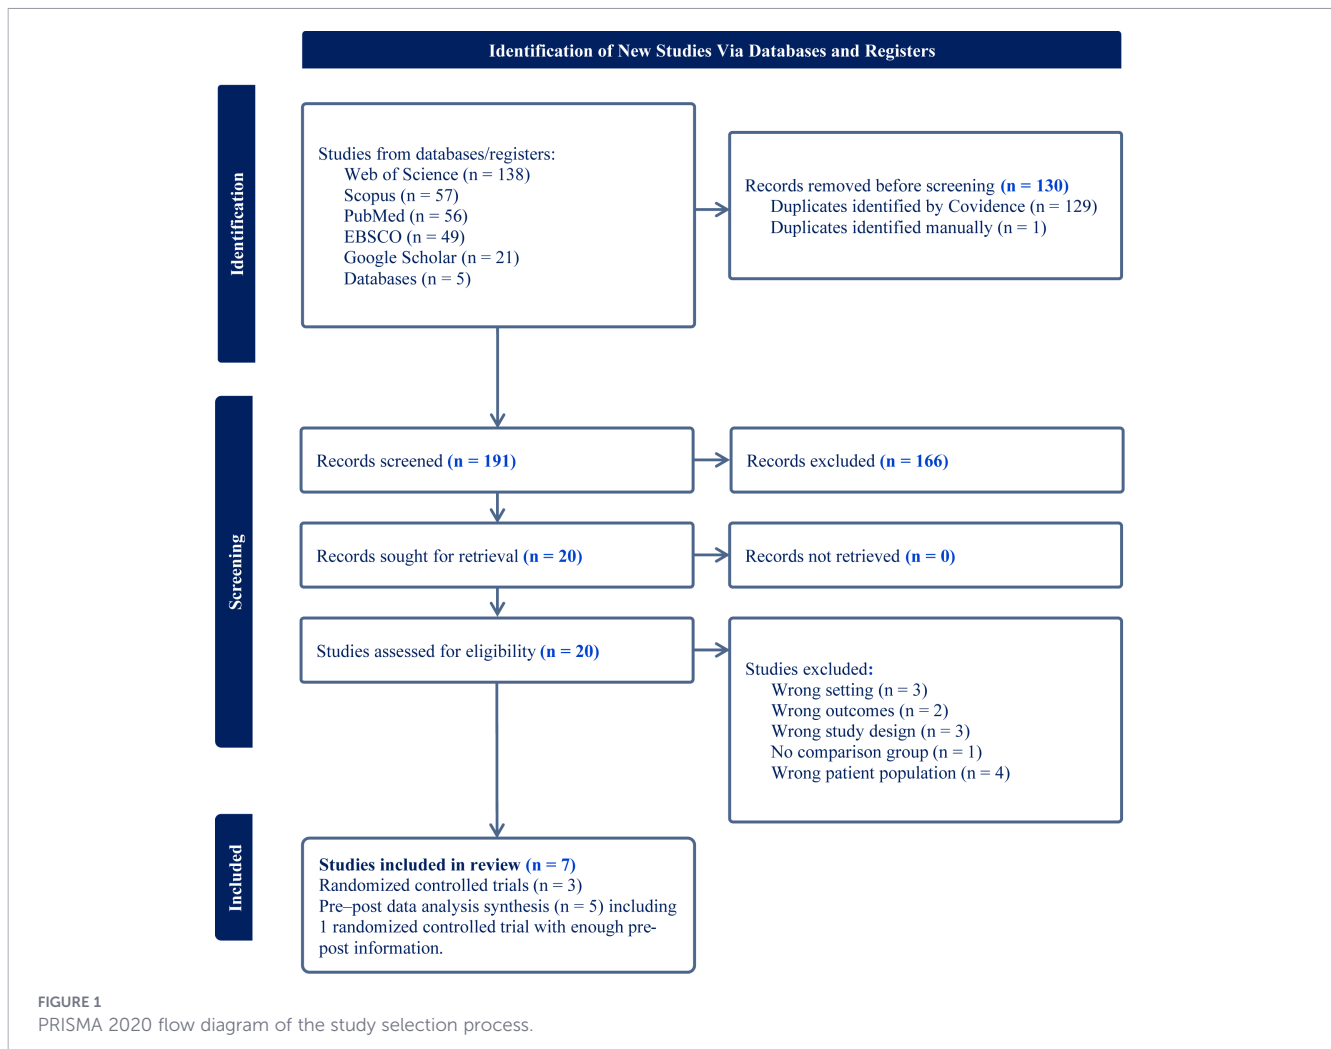 Identification of New Studies Via Databases and Registers
Identification
Studies from databases/registers:
Web of Science (n = 138)
Scopus (n = 57)
PubMed (n = 56)
EBSCO (n = 49)
Google Scholar (n = 21)
Databases (n = 5)
Records removed before screening (n = 130)
Duplicates identified by Covidence (n = 129)
Duplicates identified manually (n = 1)
Screening
Records screened (n = 191)
Records excluded (n = 166)
Records sought for retrieval (n = 20)
Records not retrieved (n = 0)
Studies assessed for eligibility (n = 20)
Studies excluded:
Wrong setting (n = 3)
Wrong outcomes (n = 2)
Wrong study design (n = 3)
No comparison group (n = 1)
Wrong patient population (n = 4)
Included
Studies included in review (n = 7)
Randomized controlled trials (n = 3)
Pre–post data analysis synthesis (n = 5) including
1 randomized controlled trial with enough pre-
post information.
FIGURE 1
PRISMA 2020 flow diagram of the study selection process.